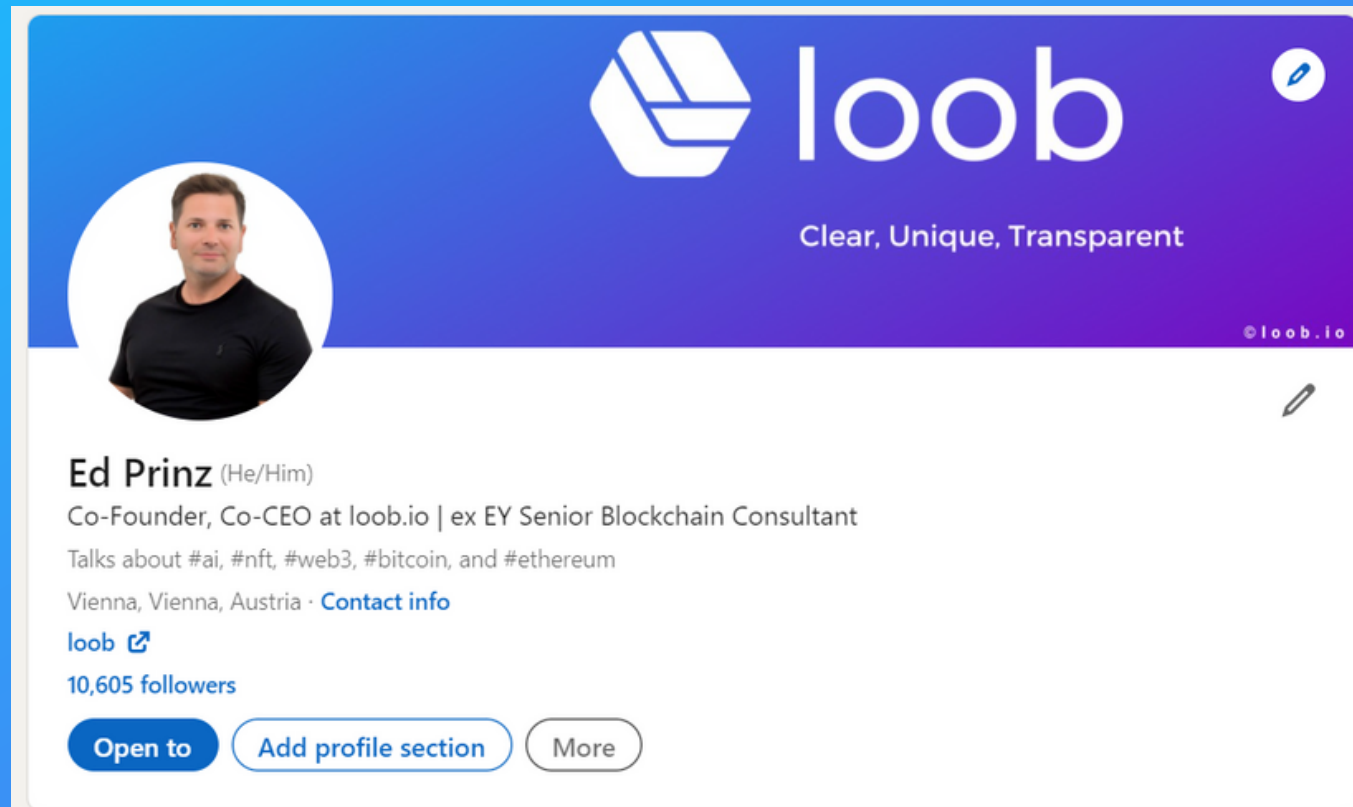 loob
Clear, Unique, Transparent
©loob.io
Ed Prinz (He/Him)
Co-Founder, Co-CEO at loob.io | ex EY Senior Blockchain Consultant
Talks about #ai, #nft, #web3, #bitcoin, and #ethereum
Vienna, Vienna, Austria · Contact info
loob
10,605 followers
Open to Add profile section More